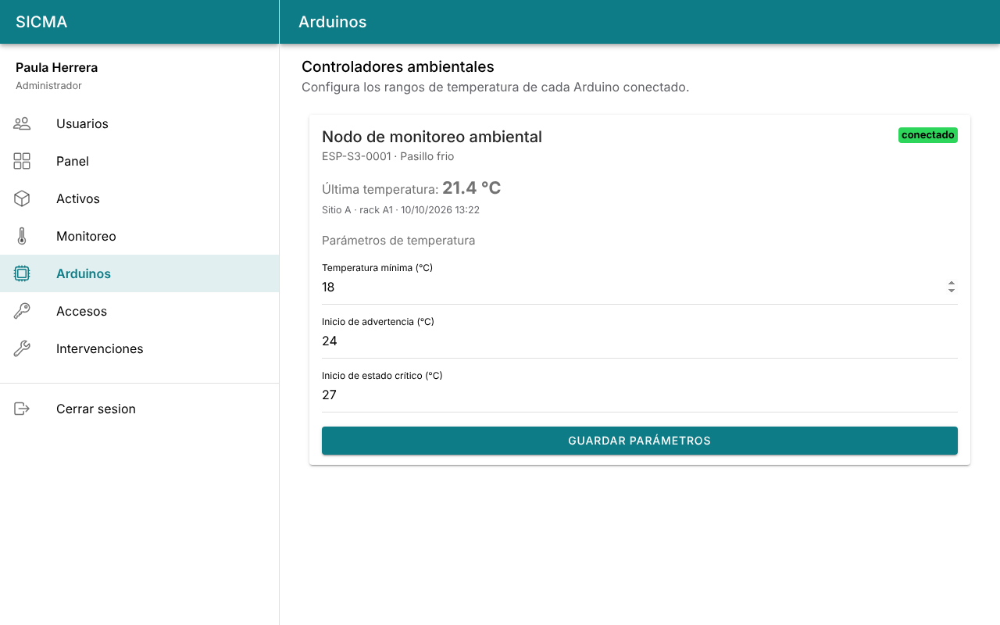 SICMA
Arduinos
Paula Herrera
Administrador
Usuarios
Panel
Activos
Monitoreo
Arduinos
Accesos
Intervenciones
Cerrar sesion
Controladores ambientales
Configura los rangos de temperatura de cada Arduino conectado.
Nodo de monitoreo ambiental
conectado
ESP-S3-0001 · Pasillo frio
Última temperatura: 21.4 °C
Sitio A · rack A1 · 10/10/2026 13:22
Parámetros de temperatura
Temperatura mínima (°C)
18
Inicio de advertencia (°C)
24
Inicio de estado crítico (°C)
27
GUARDAR PARÁMETROS